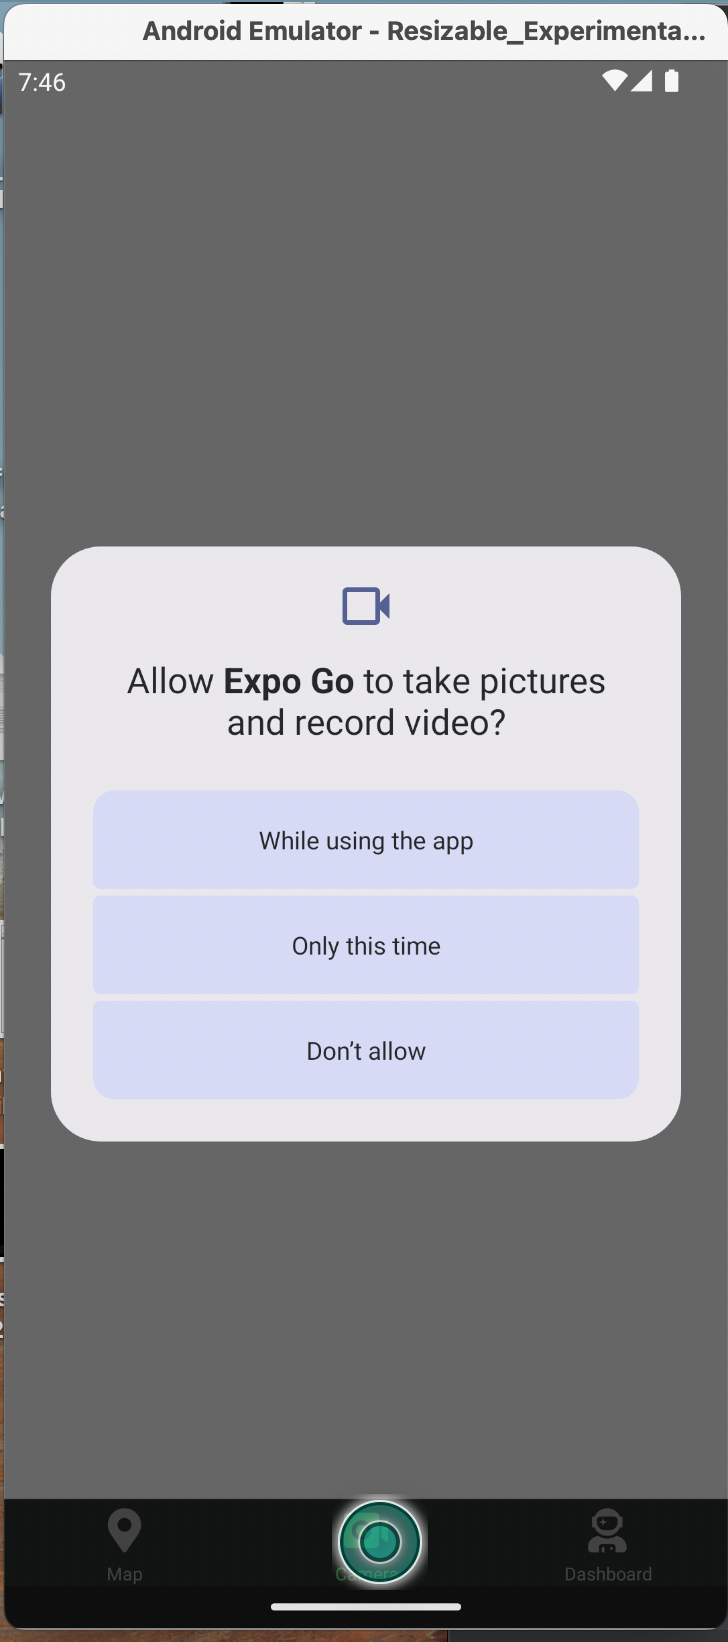 Android Emulator - Resizable_Experimenta...
7:46
Allow Expo Go to take pictures
and record video?
While using the app
Only this time
Don't allow
Map
Camera
Dashboard